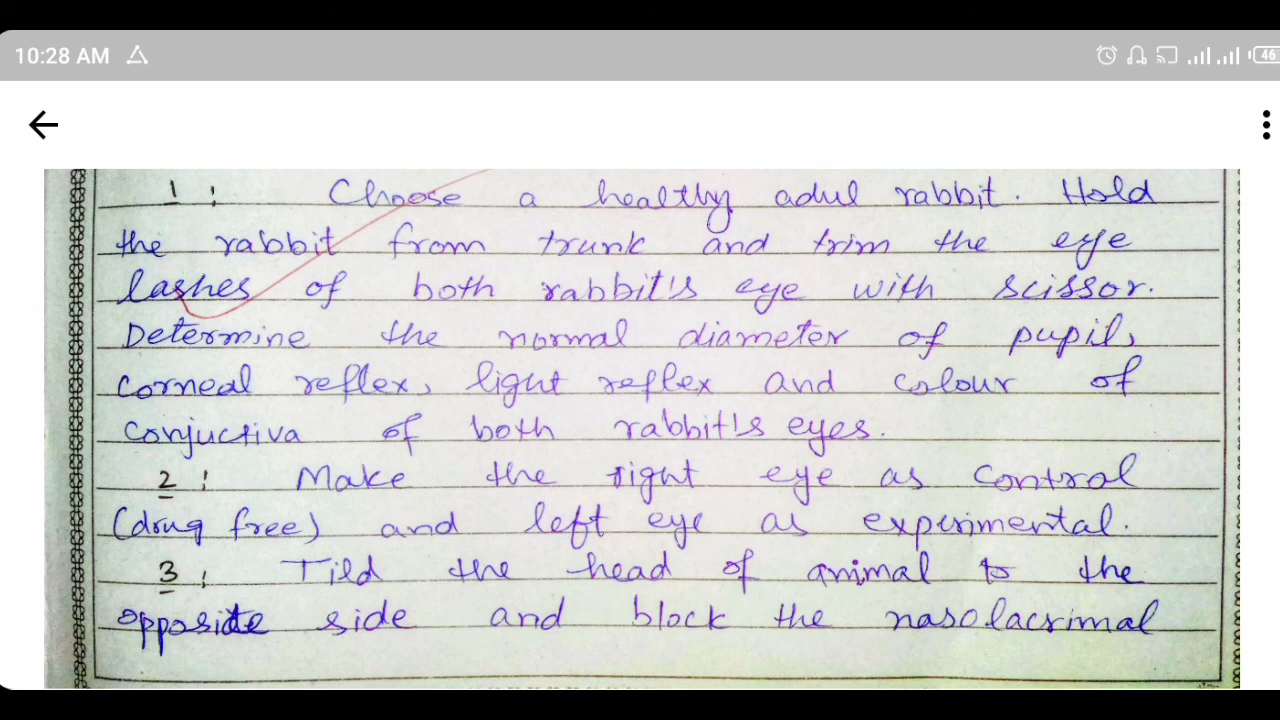 10:28 AM
46
1 : Choose a healthy adul rabbit. Hold
the rabbit from trunk and trim the eye
lashes of both rabbit's eye with scissor.
Determine the normal diameter of pupil,
corneal reflex, light reflex and colour of
conjuctiva of both rabbit's eyes.
2 : Make the right eye as control
(drug free) and left eye as experimental.
3 : Tild the head of animal to the
opposite side and block the nasolacrimal